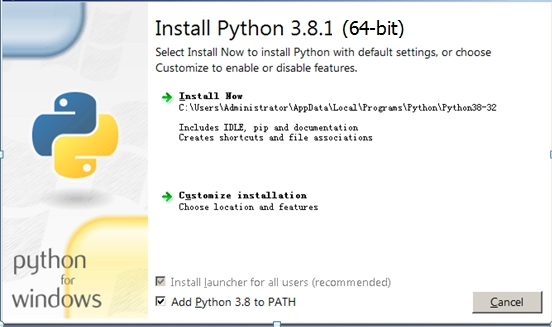 Install Python 3.8.1 (64-bit)
Select Install Now to install Python with default settings, or choose
Customize to enable or disable features.
Install Now
C:\Users\Administrator\AppData\Local\Programs\Python\Python38-32
Includes IDLE, pip and documentation
Creates shortcuts and file associations
Customize installation
Choose location and features
python
for
windows
Install launcher for all users (recommended)
Add Python 3.8 to PATH
Cancel